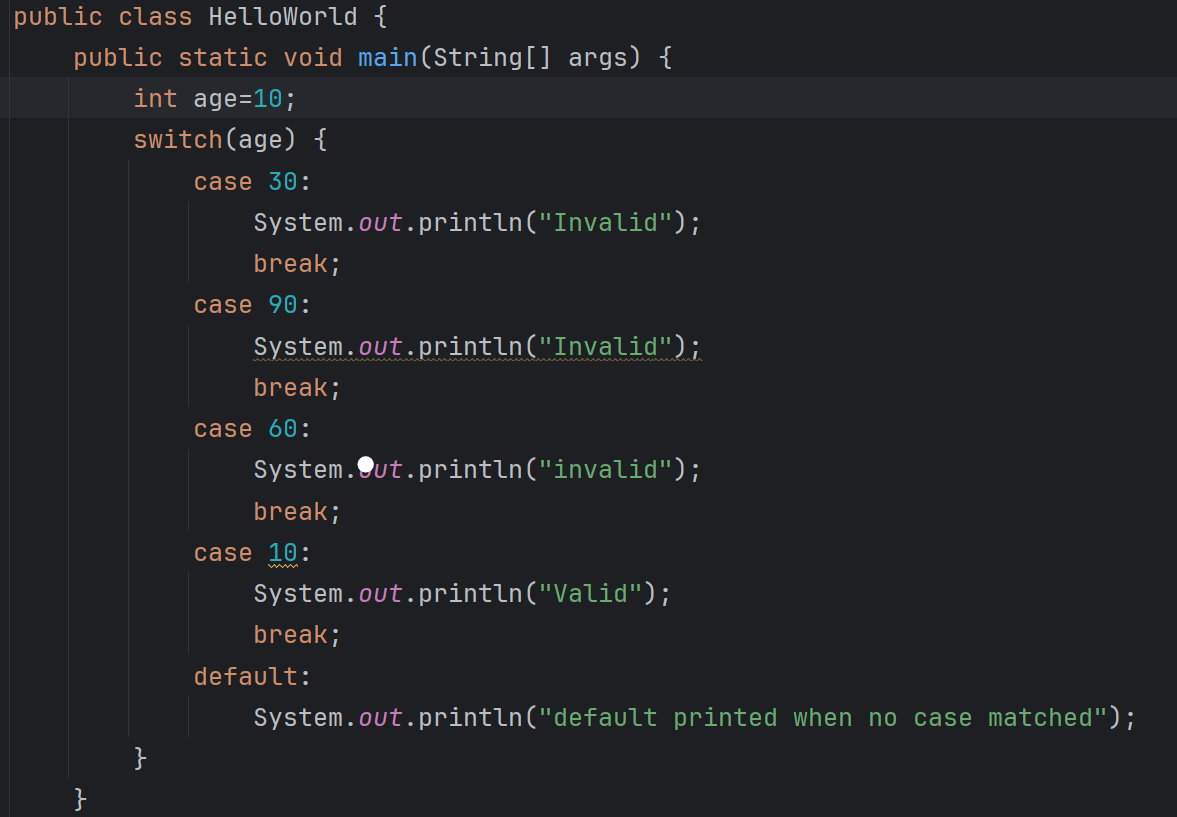 public class HelloWorld {
    public static void main(String[] args) {
        int age=10;
        switch(age) {
            case 30:
                System.out.println("Invalid");
                break;
            case 90:
                System.out.println("Invalid");
                break;
            case 60:
                System.out.println("invalid");
                break;
            case 10:
                System.out.println("Valid");
                break;
            default:
                System.out.println("default printed when no case matched");
        }
    }